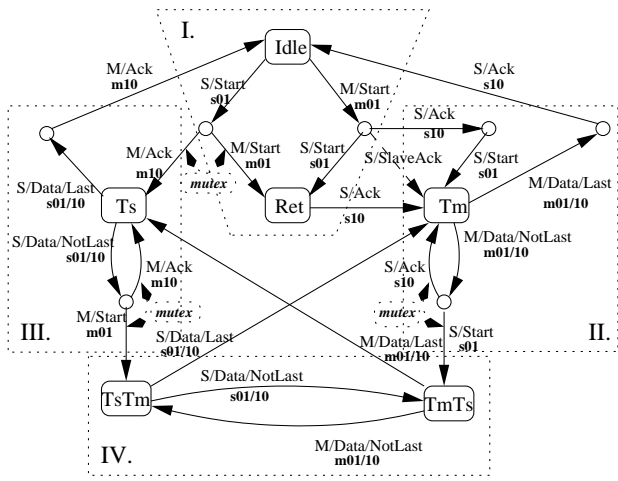 I.
Idle
M/Ack
m10
S/Start
s01
M/Start
m01
S/Ack
s10
S/Ack
s10
M/Ack
m10
M/Start
m01
mutex
S/Start
s01
S/SlaveAck
S/Start
s01
S/Data/Last
s01/10
Ts
Ret
S/Ack
s10
Tm
M/Data/Last
m01/10
S/Data/NotLast
s01/10
M/Ack
m10
S/Ack
s10
M/Data/NotLast
m01/10
mutex
mutex
III.
M/Start
m01
S/Data/Last
s01/10
M/Data/Last
m01/10
S/Start
s01
II.
TsTm
S/Data/NotLast
s01/10
TmTs
M/Data/NotLast
m01/10
IV.